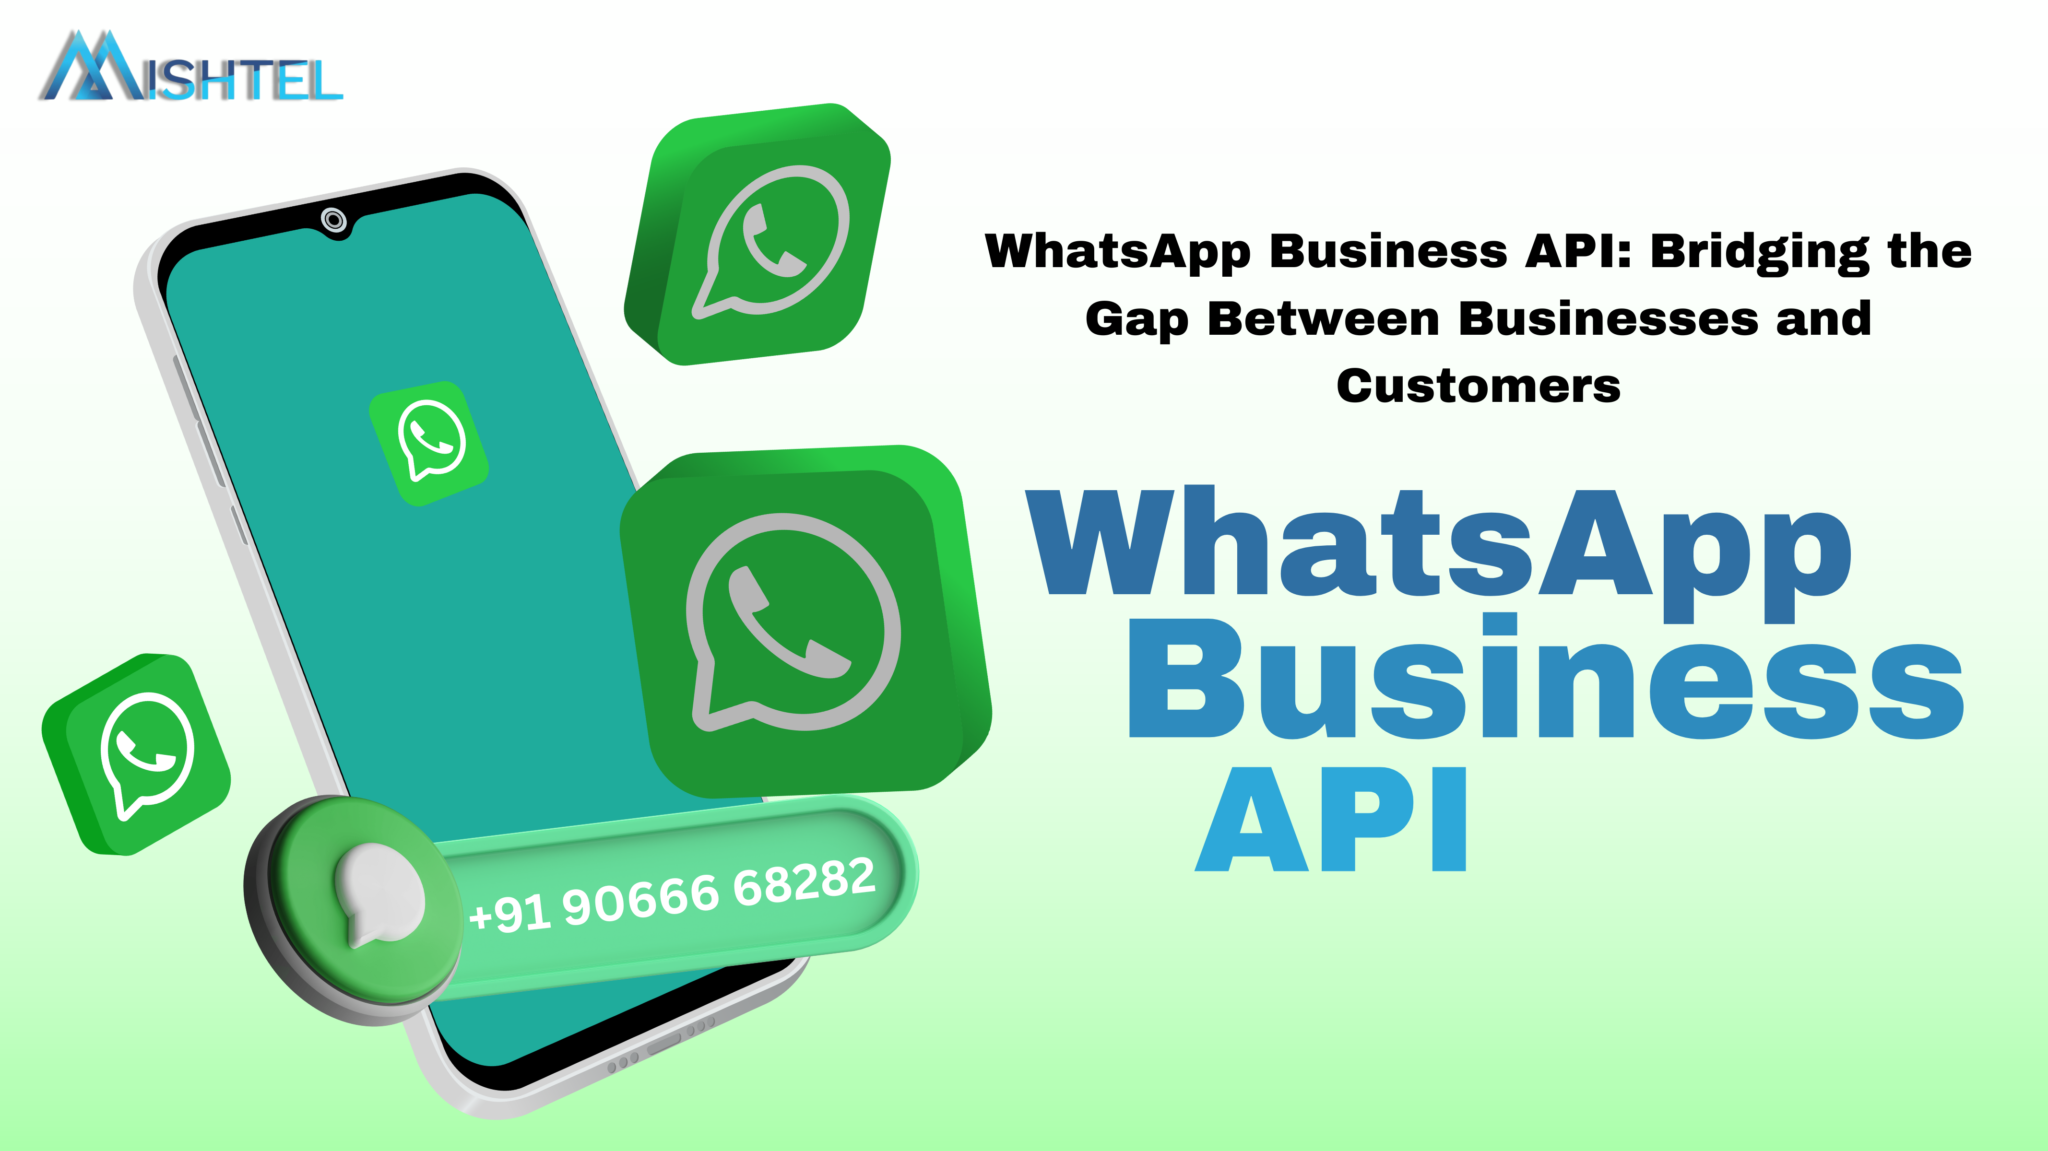 MISHTEL
WhatsApp Business API: Bridging the
Gap Between Businesses and
Customers
WhatsApp
Business
API
+91 90666 68282